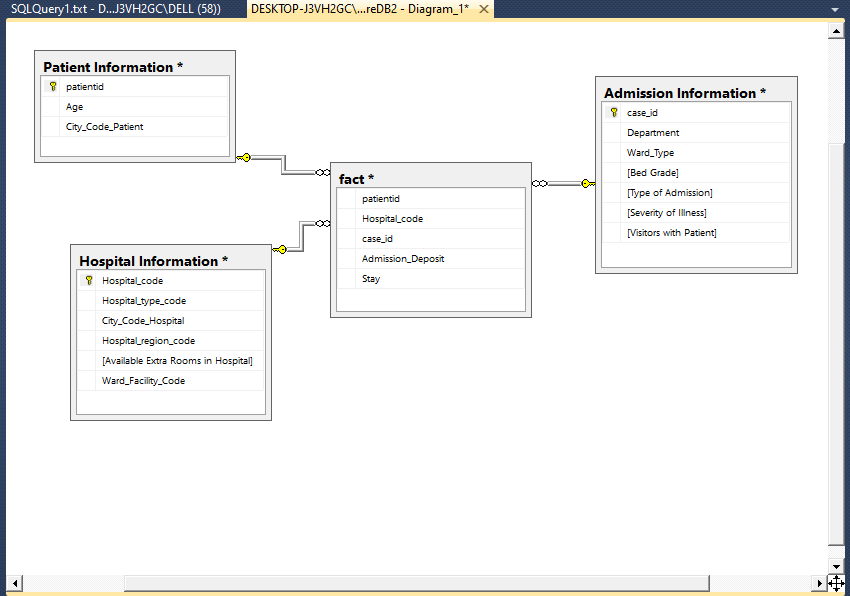 SQLQuery1.txt - D...J3VH2GC\DELL (58))
DESKTOP-J3VH2GC\...reDB2 - Diagram_1*
Patient Information *
patientid
Age
City_Code_Patient
Admission Information *
case_id
Department
Ward_Type
[Bed Grade]
[Type of Admission]
[Severity of Illness]
[Visitors with Patient]
fact *
patientid
Hospital_code
case_id
Admission_Deposit
Stay
Hospital Information *
Hospital_code
Hospital_type_code
City_Code_Hospital
Hospital_region_code
[Available Extra Rooms in Hospital]
Ward_Facility_Code